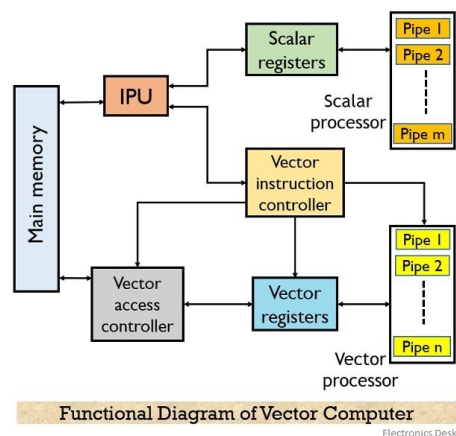 Main memory
IPU
Scalar
registers
Pipe 1
Pipe 2
Pipe m
Scalar
processor
Vector
instruction
controller
Vector
access
controller
Vector
registers
Pipe 1
Pipe 2
Pipe n
Vector
processor
Functional Diagram of Vector Computer
Electronics Desk